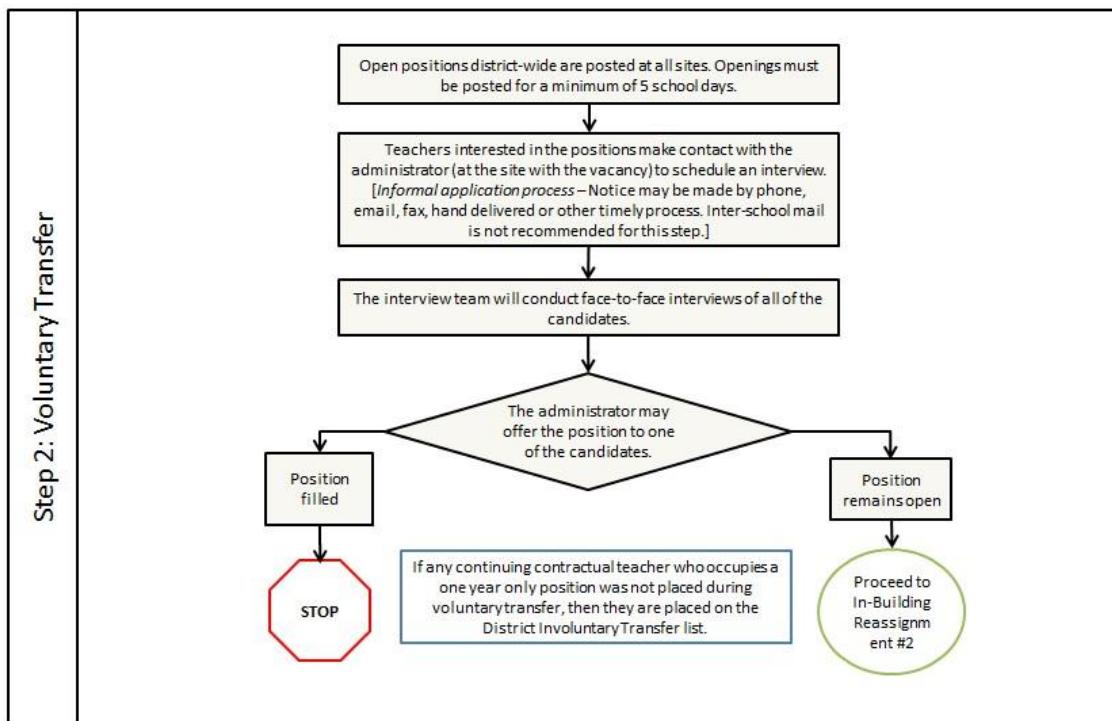 Step 2: Voluntary Transfer
Open positions district-wide are posted at all sites. Openings must
be posted for a minimum of 5 school days.
Teachers interested in the positions make contact with the
administrator (at the site with the vacancy) to schedule an interview.
[Informal application process – Notice may be made by phone,
email, fax, hand delivered or other timely process. Inter-school mail
is not recommended for this step.]
The interview team will conduct face-to-face interviews of all of the
candidates.
The administrator may
offer the position to one
of the candidates.
Position
filled
Position
remains open
STOP
If any continuing contractual teacher who occupies a
one year only position was not placed during
voluntary transfer, then they are placed on the
District Involuntary Transfer list.
Proceed to
In-Building
Reassignm
ent #2